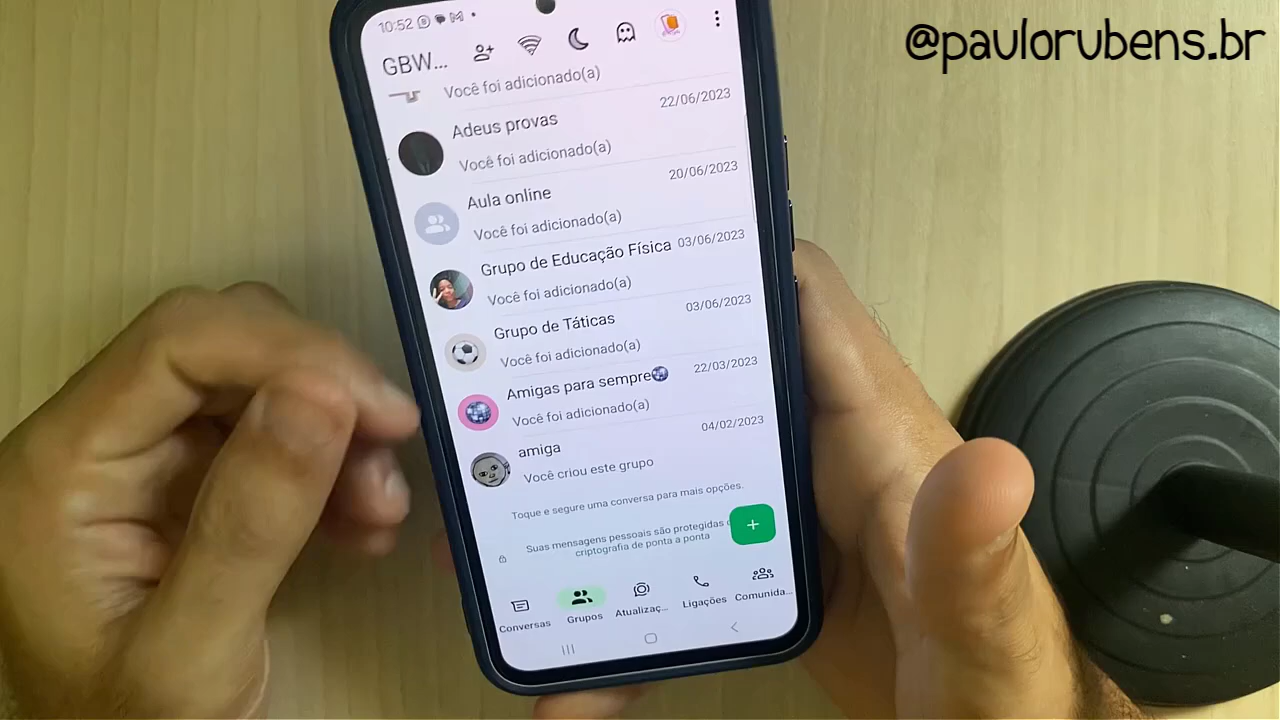 @paulorubens.br
10:52
GBW...
Você foi adicionado(a)
Adeus provas
22/06/2023
Você foi adicionado(a)
Aula online
20/06/2023
Você foi adicionado(a)
Grupo de Educação Física
03/06/2023
Você foi adicionado(a)
Grupo de Táticas
03/06/2023
Você foi adicionado(a)
Amigas para sempre
22/03/2023
Você foi adicionado(a)
amiga
04/02/2023
Você criou este grupo
Toque e segure uma conversa para mais opções.
Suas mensagens pessoais são protegidas
criptografia de ponta a ponta
Conversas
Grupos
Atualizaç...
Ligações
Comunida...